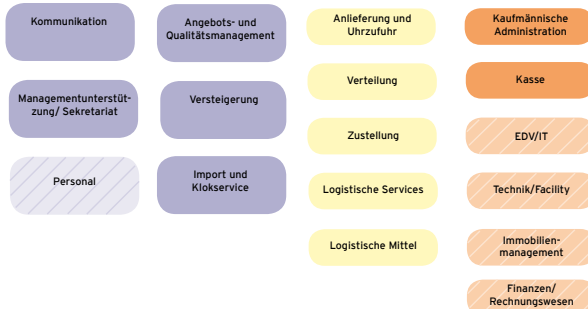 Kommunikation
Managementunterstüt-
zung/ Sekretariat
Personal
Angebots- und
Qualitätsmanagement
Versteigerung
Import und
Klokservice
Anlieferung und
Uhrzufuhr
Verteilung
Zustellung
Logistische Services
Logistische Mittel
Kaufmännische
Administration
Kasse
EDV/IT
Technik/Facility
Immobilien-
management
Finanzen/
Rechnungswesen